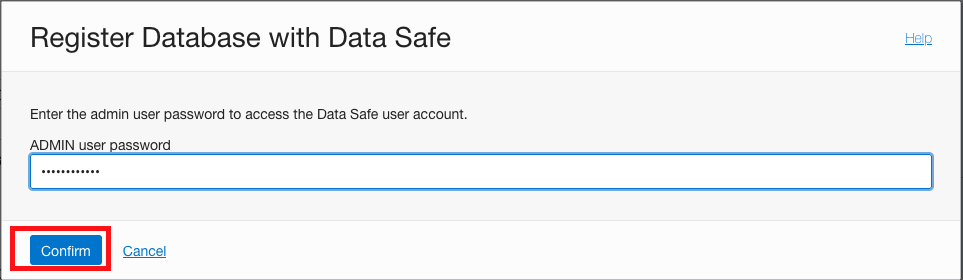 Register Database with Data Safe
Help
Enter the admin user password to access the Data Safe user account.
ADMIN user password
••••••••••••
Confirm
Cancel